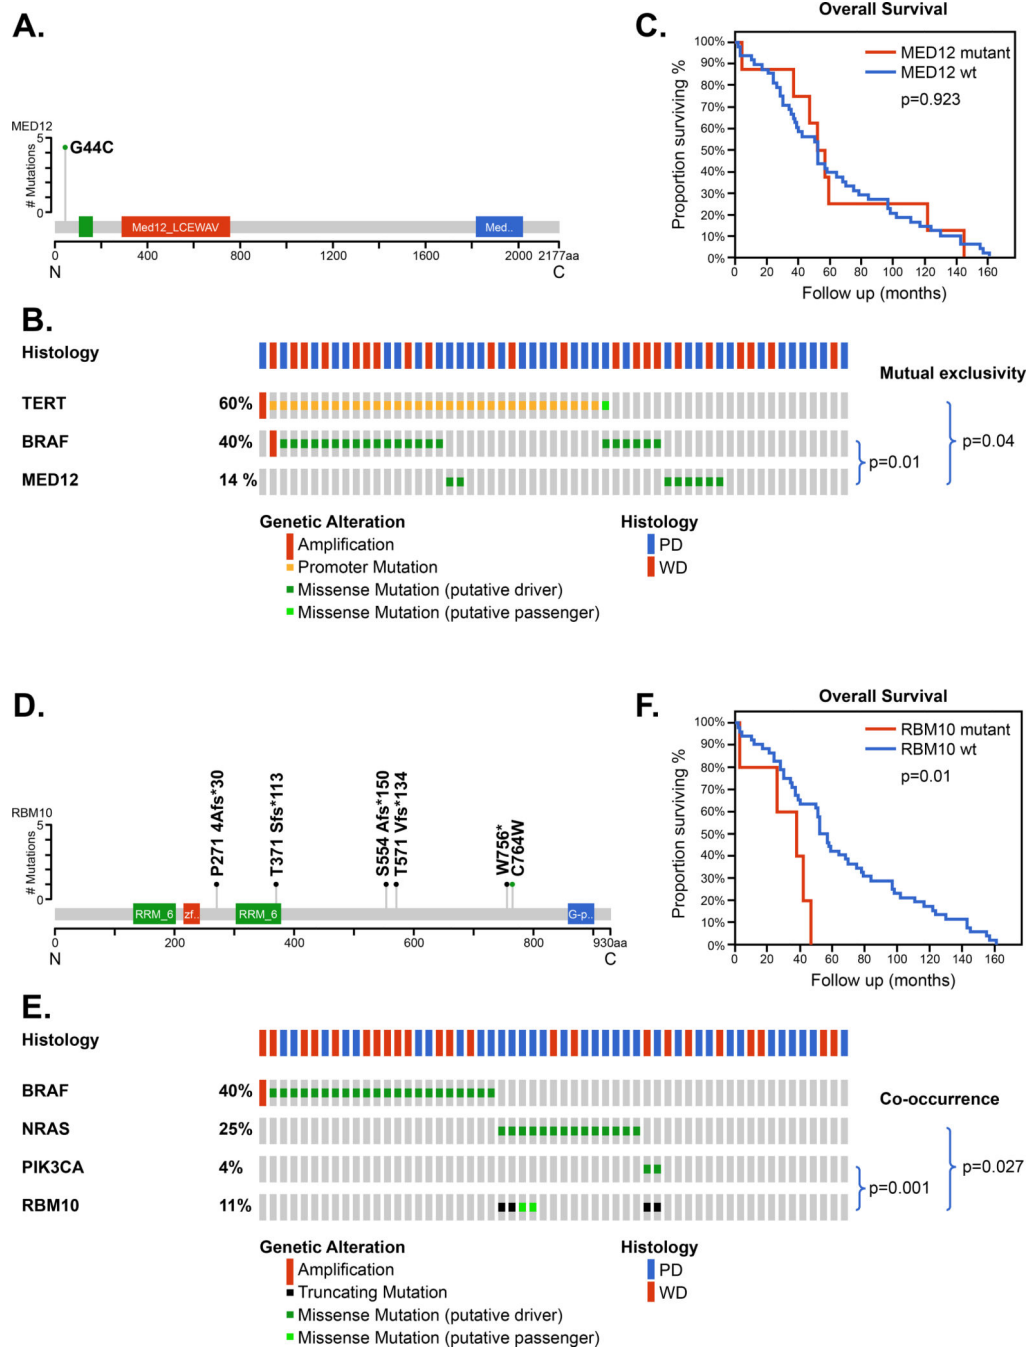 A.
MED12
# Mutations
5
0
G44C
Med12_LCEWAV
Med..
0
400
800
1200
1600
2000
2177aa
N
C
C.
Overall Survival
Proportion surviving %
100%
90%
80%
70%
60%
50%
40%
30%
20%
10%
0%
MED12 mutant
MED12 wt
p=0.923
0
20
40
60
80
100
120
140
160
Follow up (months)
B.
Histology
TERT
60%
BRAF
40%
MED12
14 %
Mutual exclusivity
p=0.01
p=0.04
Genetic Alteration
Amplification
Promoter Mutation
Missense Mutation (putative driver)
Missense Mutation (putative passenger)
Histology
PD
WD
D.
RBM10
# Mutations
5
0
P271 4Afs*30
T371 Sfs*113
S554 Afs*150
T571 Vfs*134
W756*
C764W
RRM_6
zf..
RRM_6
G-p..
0
200
400
600
800
930aa
N
C
F.
Overall Survival
Proportion surviving %
100%
90%
80%
70%
60%
50%
40%
30%
20%
10%
0%
RBM10 mutant
RBM10 wt
p=0.01
0
20
40
60
80
100
120
140
160
Follow up (months)
E.
Histology
BRAF
40%
NRAS
25%
PIK3CA
4%
RBM10
11%
Co-occurrence
p=0.001
p=0.027
Genetic Alteration
Amplification
Truncating Mutation
Missense Mutation (putative driver)
Missense Mutation (putative passenger)
Histology
PD
WD